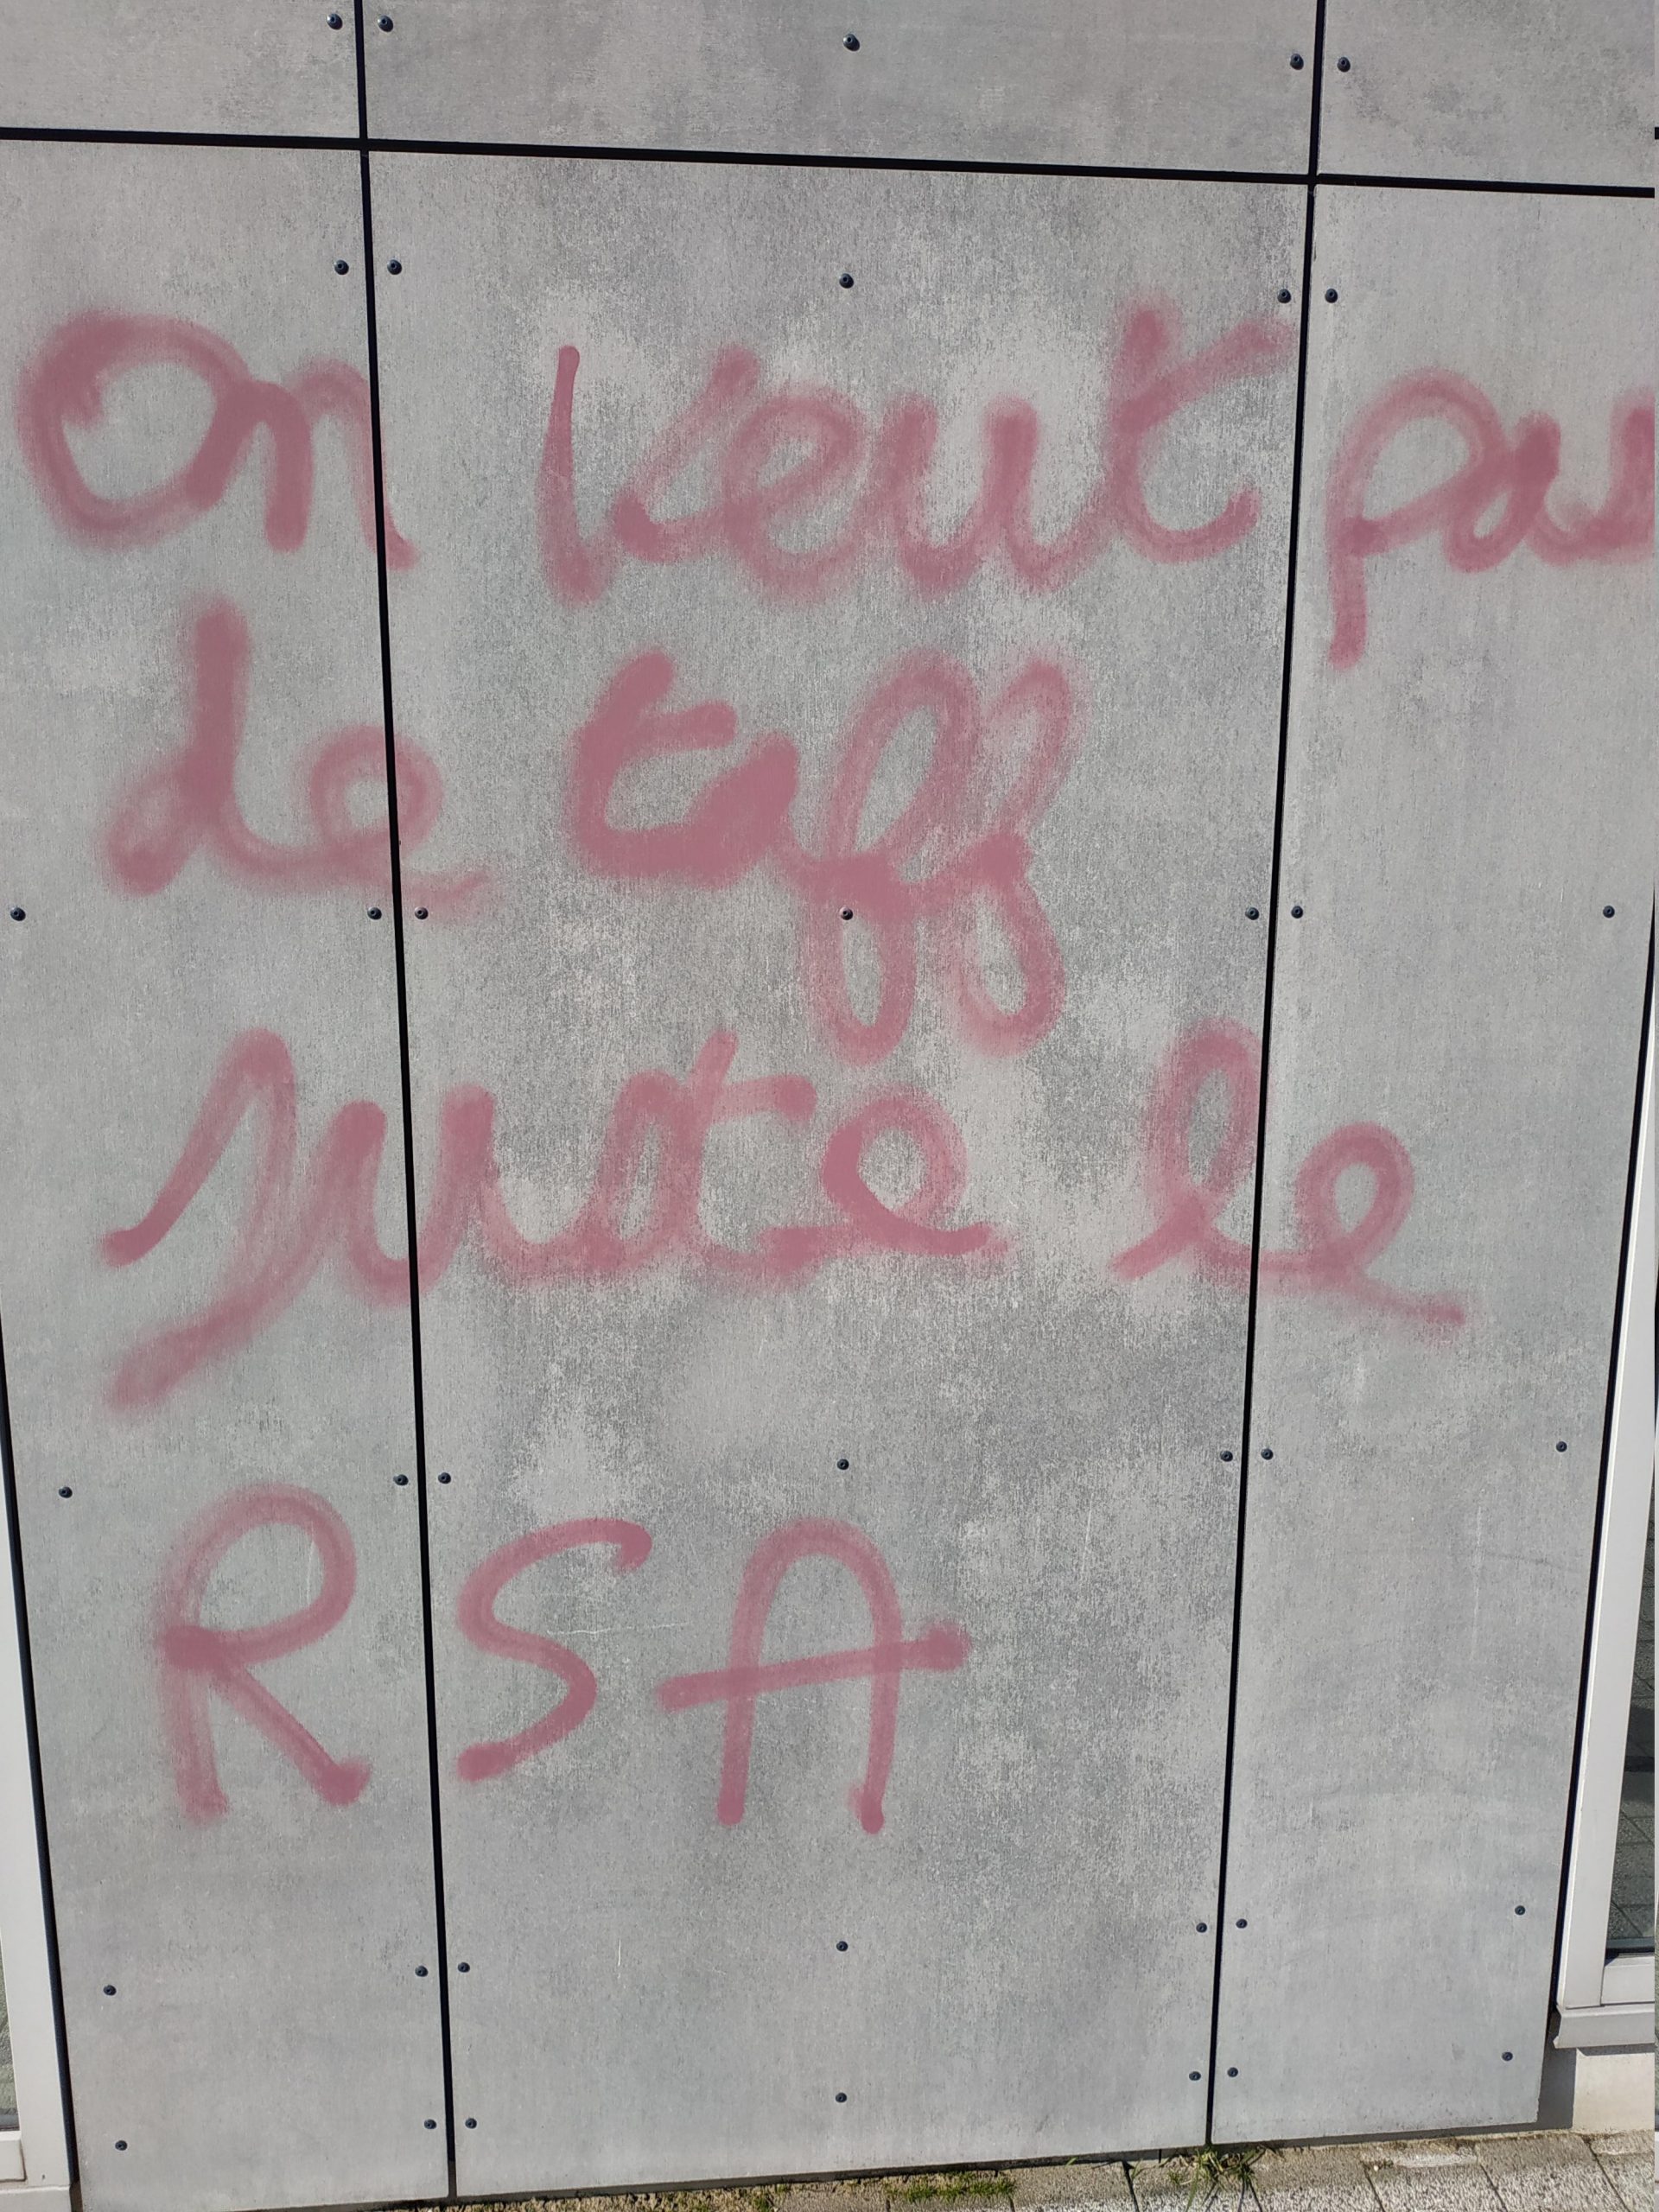 On veut pas
de taff
juste le
RSA